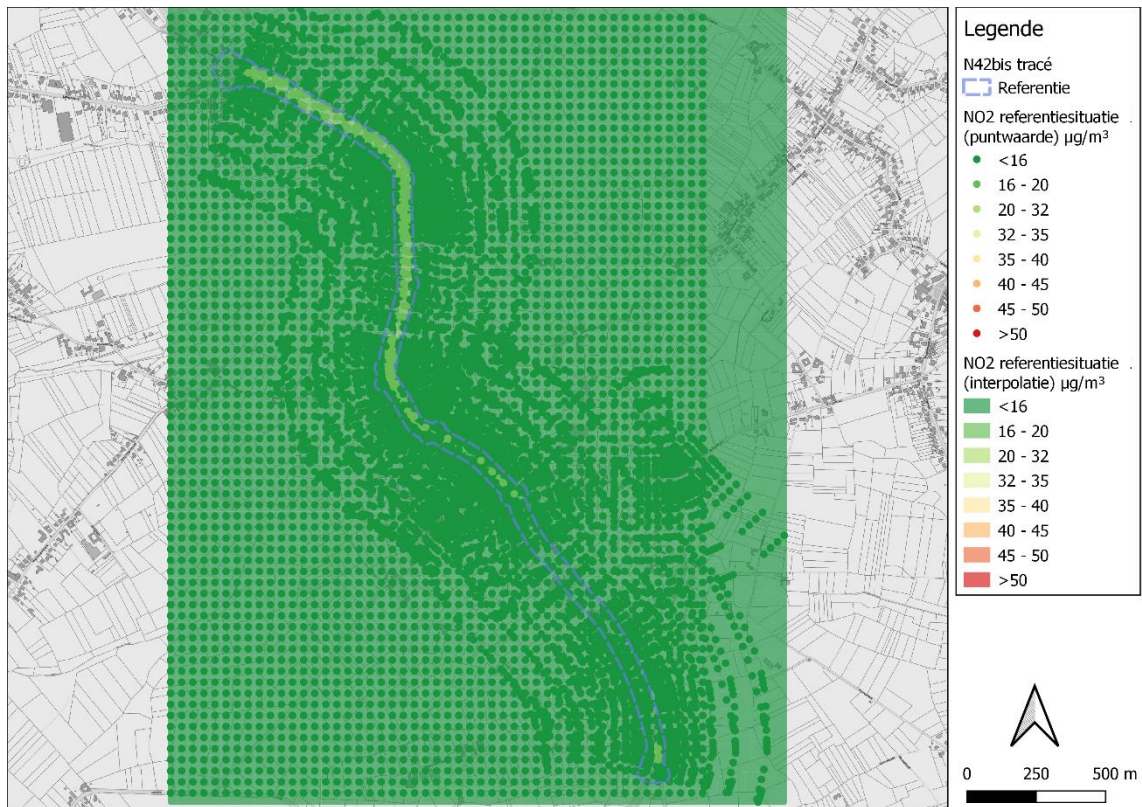 Legende
N42bis tracé
Referentie
NO2 referentiesituatie
(puntwaarde) µg/m³
<16
16 - 20
20 - 32
32 - 35
35 - 40
40 - 45
45 - 50
>50
NO2 referentiesituatie
(interpolatie) µg/m³
<16
16 - 20
20 - 32
32 - 35
35 - 40
40 - 45
45 - 50
>50
0 250 500 m